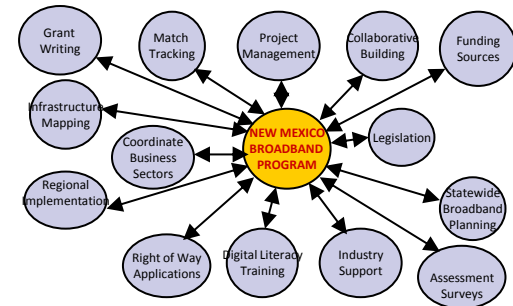 Grant
Writing
Match
Tracking
Project
Management
Collaborative
Building
Funding
Sources
Infrastructure
Mapping
NEW MEXICO
BROADBAND
PROGRAM
Legislation
Coordinate
Business
Sectors
Regional
Implementation
Statewide
Broadband
Planning
Right of Way
Applications
Digital Literacy
Training
Industry
Support
Assessment
Surveys